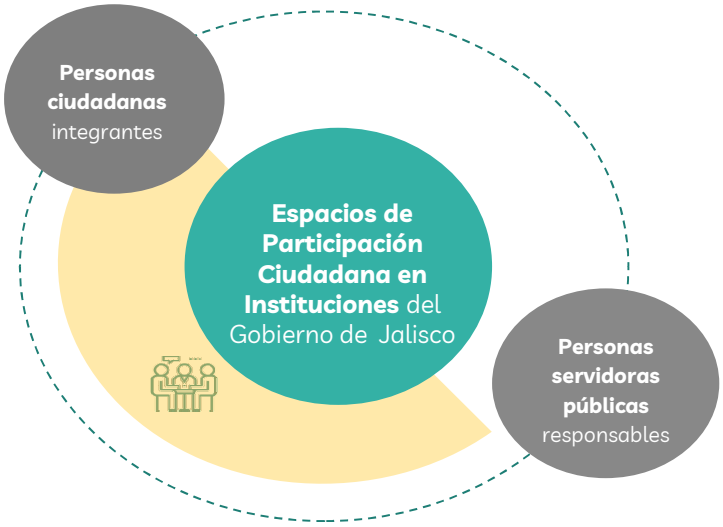 Personas
ciudadanas
integrantes
Espacios de
Participación
Ciudadana en
Instituciones del
Gobierno de Jalisco
Personas
servidoras
públicas
responsables